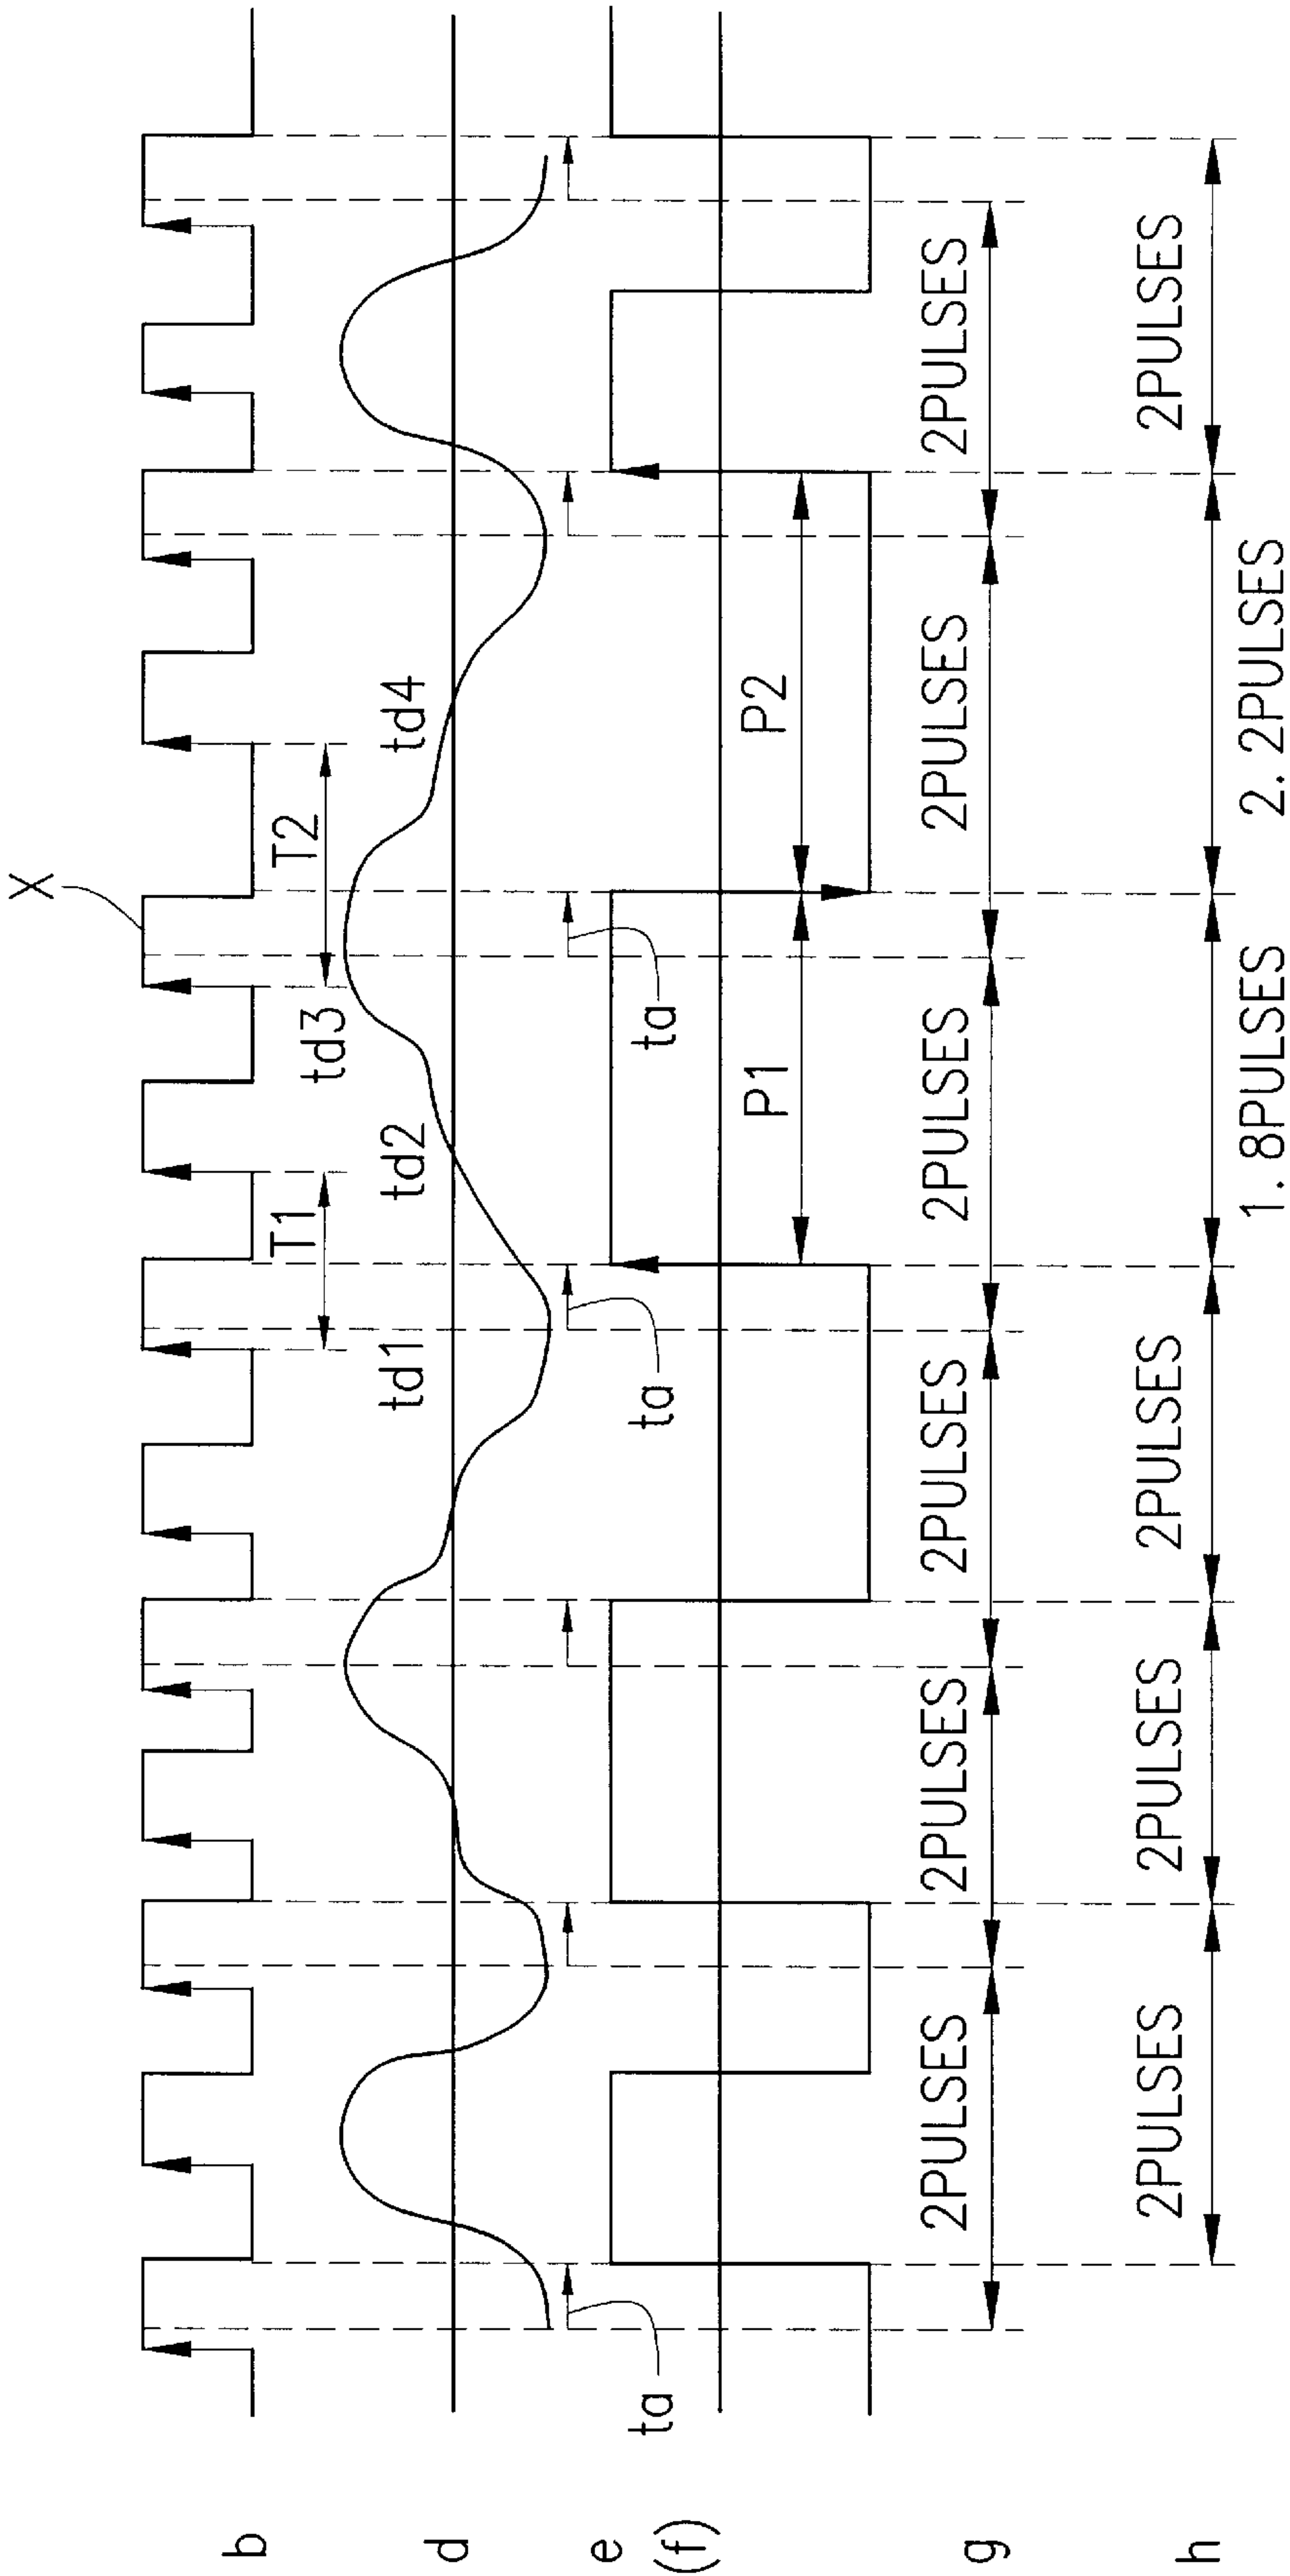 X
b
T1
T2
td1
td2
td3
td4
d
ta
ta
ta
e
(f)
P1
P2
g
2PULSES
2PULSES
2PULSES
2PULSES
2PULSES
2PULSES
h
2PULSES
2PULSES
2PULSES
1. 8PULSES
2. 2PULSES
2PULSES